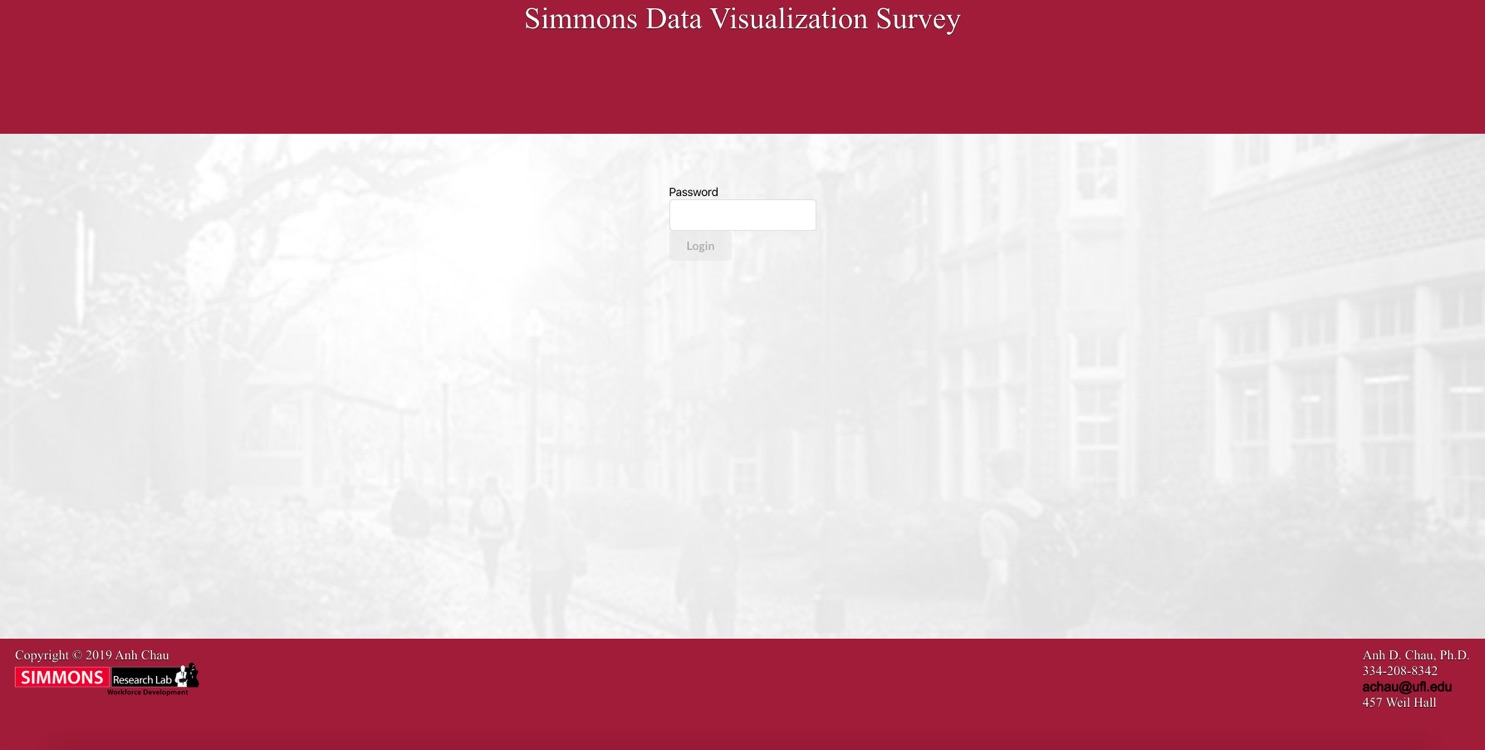 Simmons Data Visualization Survey
Password
Login
Copyright © 2019 Anh Chau
SIMMONS Research Lab
Workforce Development
Anh D. Chau, Ph.D.
334-208-8342
achau@ufl.edu
457 Weil Hall